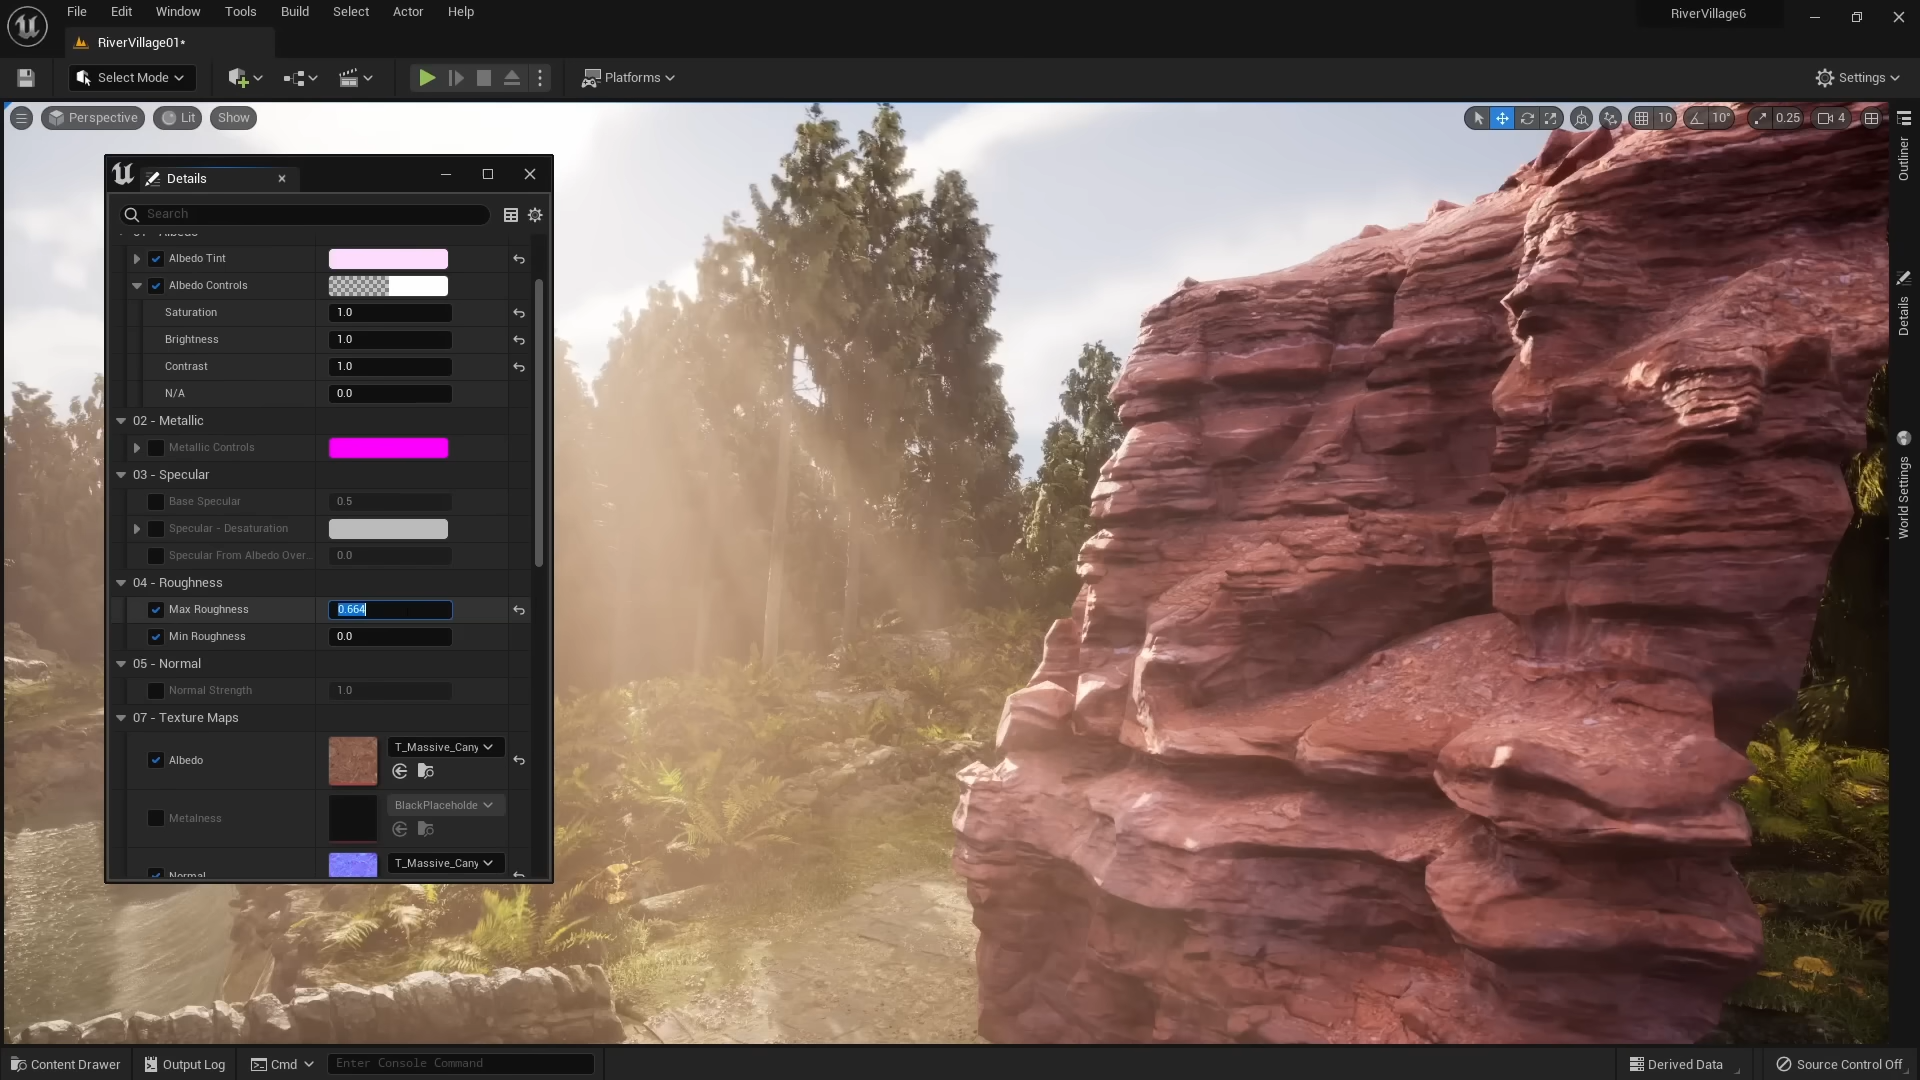 File Edit Window Tools Build Select Actor Help
RiverVillage6
RiverVillage01*
Select Mode
Platforms
Settings
Perspective
Lit
Show
10
10°
0.25
4
Outliner
Details
World Settings
Details
Search
Albedo Tint
Albedo Controls
Saturation 1.0
Brightness 1.0
Contrast 1.0
N/A 0.0
02 - Metallic
Metallic Controls
03 - Specular
Base Specular 0.5
Specular - Desaturation
Specular From Albedo Over... 0.0
04 - Roughness
Max Roughness 0.664
Min Roughness 0.0
05 - Normal
Normal Strength 1.0
07 - Texture Maps
Albedo T_Massive_Cany
Metalness BlackPlaceholde
Normal T_Massive_Cany
Content Drawer
Output Log
Cmd
Enter Console Command
Derived Data
Source Control Off